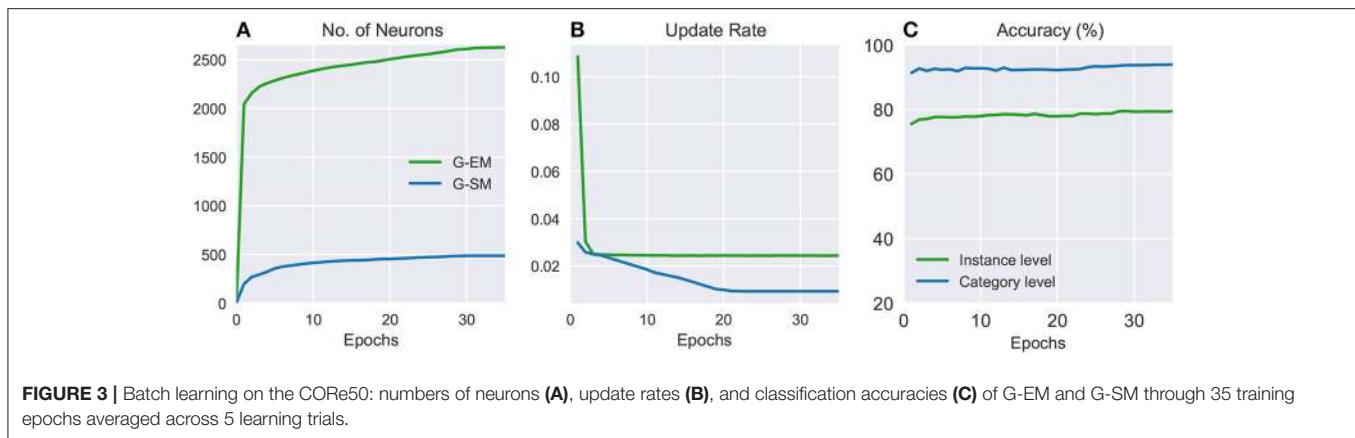 A
No. of Neurons
2500
2000
1500
1000
500
0
G-EM
G-SM
0
10
20
30
Epochs
B
Update Rate
0.10
0.08
0.06
0.04
0.02
0
10
20
30
Epochs
C
Accuracy (%)
100
80
60
40
20
Instance level
Category level
0
10
20
30
Epochs
FIGURE 3 | Batch learning on the CORe50: numbers of neurons (A), update rates (B), and classification accuracies (C) of G-EM and G-SM through 35 training
epochs averaged across 5 learning trials.